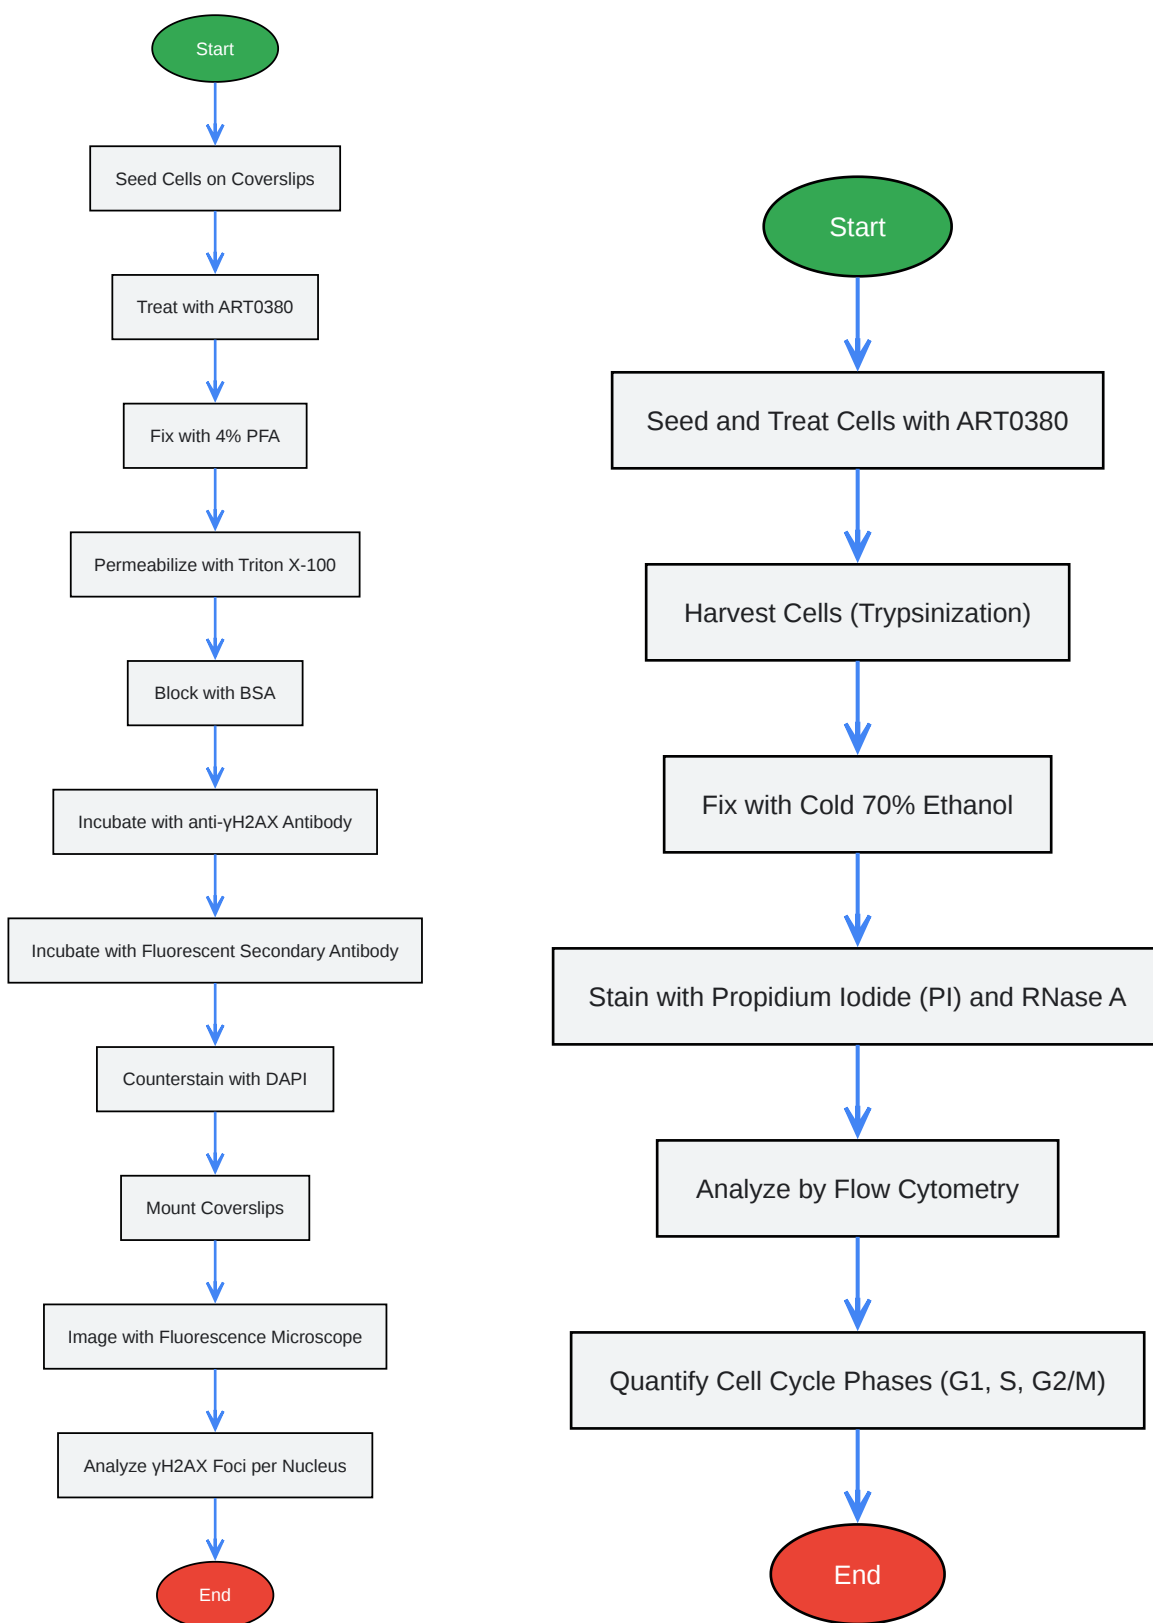 Start
Seed Cells on Coverslips
Treat with ART0380
Fix with 4% PFA
Permeabilize with Triton X-100
Block with BSA
Incubate with anti-γH2AX Antibody
Incubate with Fluorescent Secondary Antibody
Counterstain with DAPI
Mount Coverslips
Image with Fluorescence Microscope
Analyze γH2AX Foci per Nucleus
End
Start
Seed and Treat Cells with ART0380
Harvest Cells (Trypsinization)
Fix with Cold 70% Ethanol
Stain with Propidium Iodide (PI) and RNase A
Analyze by Flow Cytometry
Quantify Cell Cycle Phases (G1, S, G2/M)
End